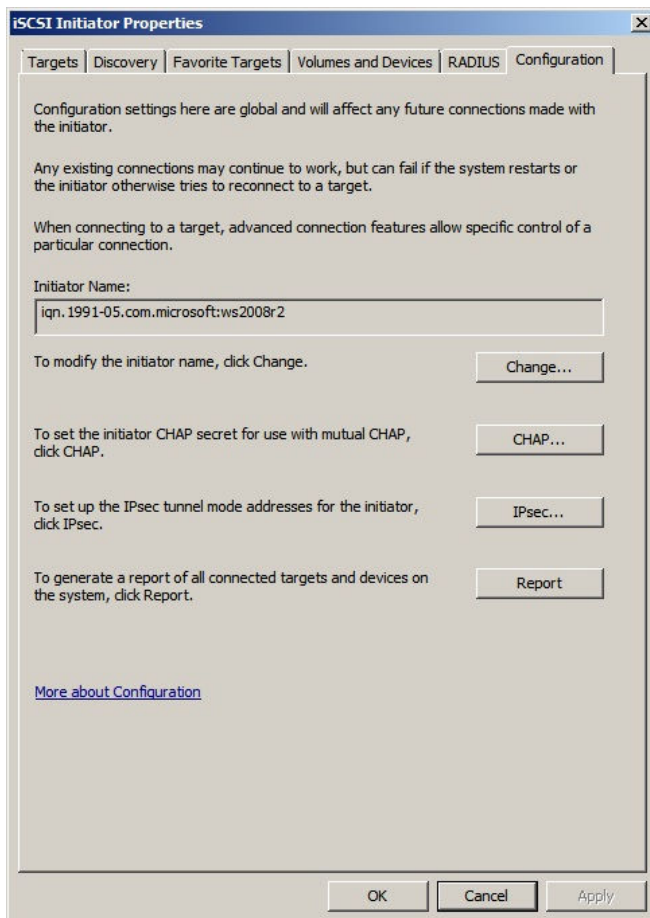 iSCSI Initiator Properties
Targets
Discovery
Favorite Targets
Volumes and Devices
RADIUS
Configuration
Configuration settings here are global and will affect any future connections made with
the initiator.
Any existing connections may continue to work, but can fail if the system restarts or
the initiator otherwise tries to reconnect to a target.
When connecting to a target, advanced connection features allow specific control of a
particular connection.
Initiator Name:
iqn.1991-05.com.microsoft:ws2008r2
To modify the initiator name, click Change.
Change...
To set the initiator CHAP secret for use with mutual CHAP,
click CHAP.
CHAP...
To set up the IPsec tunnel mode addresses for the initiator,
click IPsec.
IPsec...
To generate a report of all connected targets and devices on
the system, click Report.
Report
More about Configuration
OK
Cancel
Apply